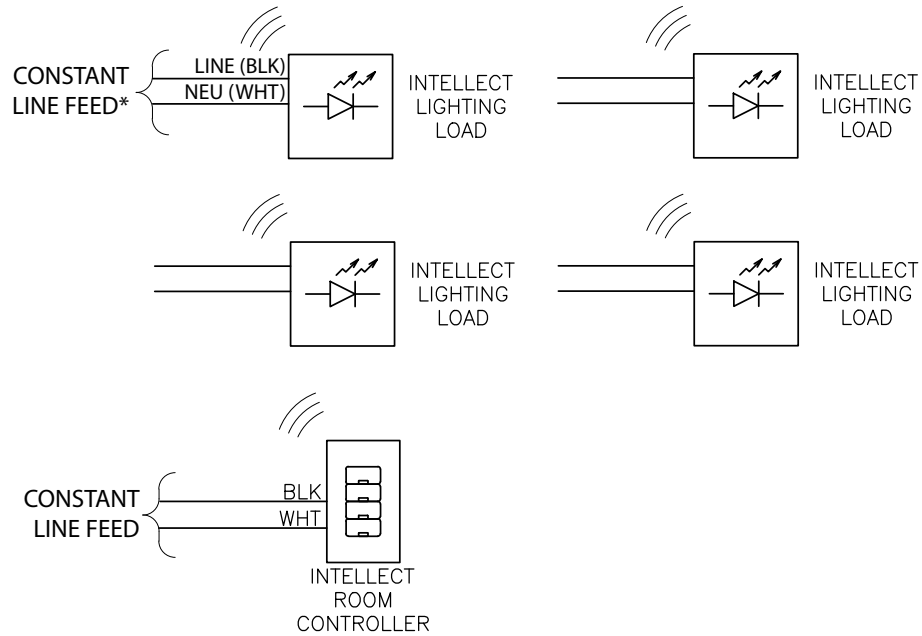 CONSTANT
LINE FEED*
LINE (BLK)
NEU (WHT)
INTELLECT
LIGHTING
LOAD
INTELLECT
LIGHTING
LOAD
INTELLECT
LIGHTING
LOAD
INTELLECT
LIGHTING
LOAD
CONSTANT
LINE FEED
BLK
WHT
INTELLECT
ROOM
CONTROLLER